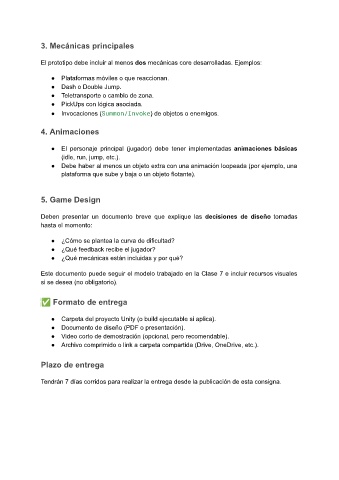 3. Mecánicas principales
El prototipo debe incluir al menos dos mecánicas core desarrolladas. Ejemplos:
● Plataformas móviles o que reaccionan.
● Dash o Double Jump.
● Teletransporte o cambio de zona.
● PickUps con lógica asociada.
● Invocaciones (Summon/Invoke) de objetos o enemigos.
4. Animaciones
● El personaje principal (jugador) debe tener implementadas animaciones básicas
(idle, run, jump, etc.).
● Debe haber al menos un objeto extra con una animación loopeada (por ejemplo, una
plataforma que sube y baja o un objeto flotante).
5. Game Design
Deben presentar un documento breve que explique las decisiones de diseño tomadas
hasta el momento:
● ¿Cómo se plantea la curva de dificultad?
● ¿Qué feedback recibe el jugador?
● ¿Qué mecánicas están incluidas y por qué?
Este documento puede seguir el modelo trabajado en la Clase 7 e incluir recursos visuales
si se desea (no obligatorio).
✅ Formato de entrega
● Carpeta del proyecto Unity (o build ejecutable si aplica).
● Documento de diseño (PDF o presentación).
● Video corto de demostración (opcional, pero recomendable).
● Archivo comprimido o link a carpeta compartida (Drive, OneDrive, etc.).
Plazo de entrega
Tendrán 7 días corridos para realizar la entrega desde la publicación de esta consigna.